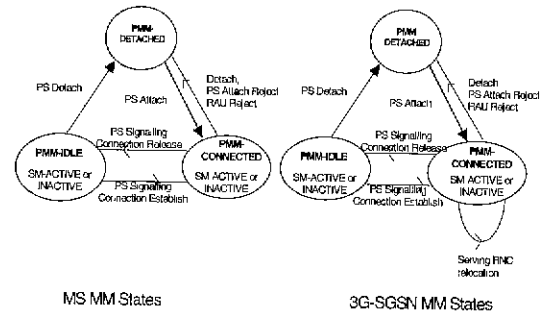 PMM-
DETACHED
PS Detach
PS Attach
Detach,
PS Attach Reject
RAU Reject
PS Signalling
Connection Release
PMM-IDLE
SM-ACTIVE or
INACTIVE
PMM-
CONNECTED
SM ACTIVE or
INACTIVE
PS Signalling
Connection Establish
MS MM States
PMM
DETACHED
PS Detach
PS Attach
Detach
PS Attach Reject
RAU Reject
PS Signalling
Connection Release
PMM-IDLE
SM-ACTIVE or
INACTIVE
PMM-
CONNECTED
SM ACTIVE or
INACTIVE
PS Signalling
Connection Establish
Serving RNC
relocation
3G-SGSN MM States